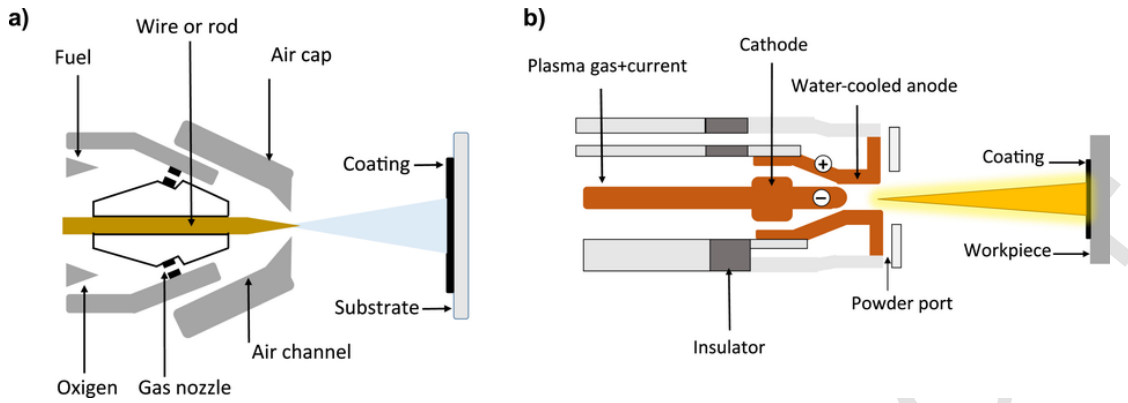 a)
Wire or rod
Fuel
Air cap
Coating
Substrate
Air channel
Oxigen
Gas nozzle
b)
Cathode
Plasma gas+current
Water-cooled anode
+
−
Coating
Workpiece
Powder port
Insulator